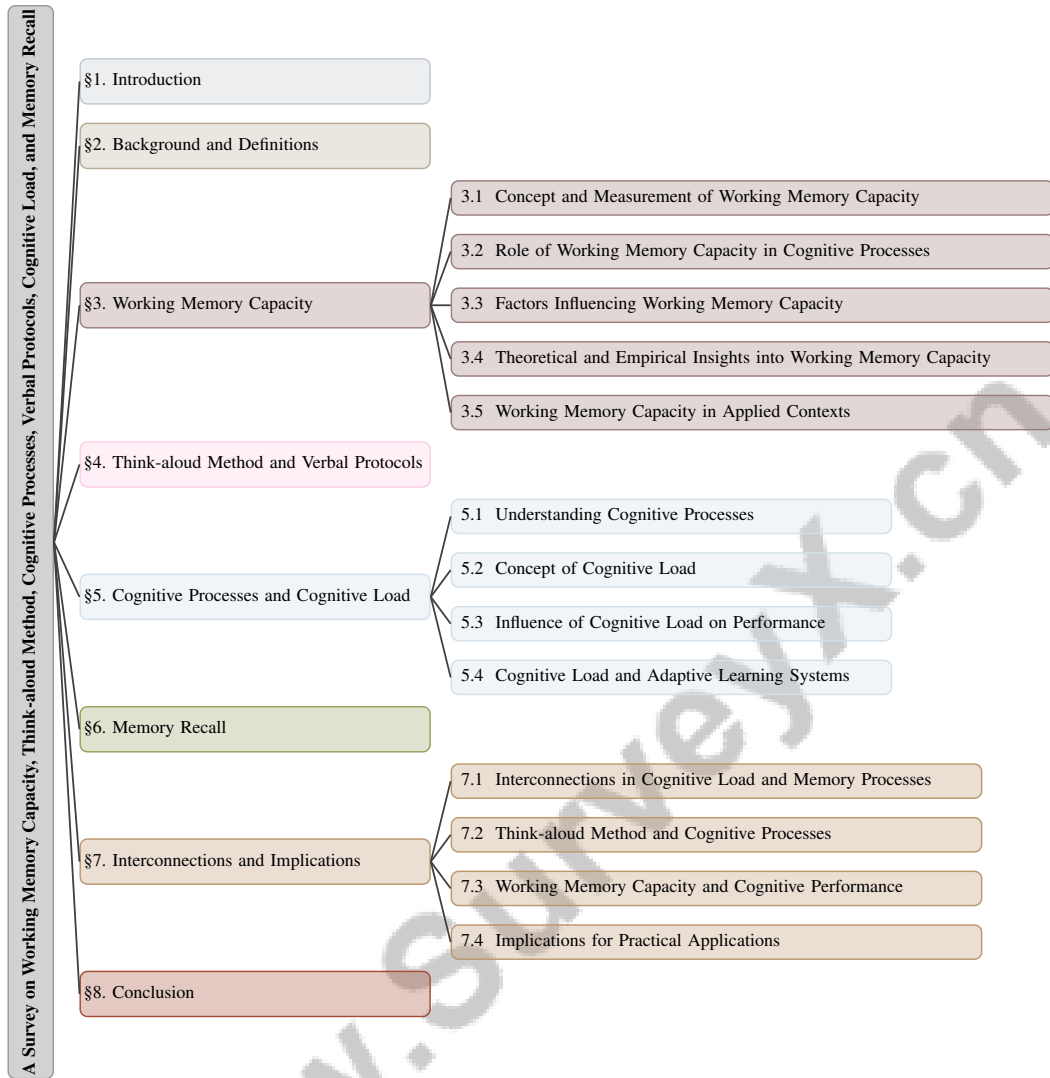 A Survey on Working Memory Capacity, Think-aloud Method, Cognitive Processes, Verbal Protocols, Cognitive Load, and Memory Recall
§1. Introduction
§2. Background and Definitions
§3. Working Memory Capacity
3.1 Concept and Measurement of Working Memory Capacity
3.2 Role of Working Memory Capacity in Cognitive Processes
3.3 Factors Influencing Working Memory Capacity
3.4 Theoretical and Empirical Insights into Working Memory Capacity
3.5 Working Memory Capacity in Applied Contexts
§4. Think-aloud Method and Verbal Protocols
§5. Cognitive Processes and Cognitive Load
5.1 Understanding Cognitive Processes
5.2 Concept of Cognitive Load
5.3 Influence of Cognitive Load on Performance
5.4 Cognitive Load and Adaptive Learning Systems
§6. Memory Recall
§7. Interconnections and Implications
7.1 Interconnections in Cognitive Load and Memory Processes
7.2 Think-aloud Method and Cognitive Processes
7.3 Working Memory Capacity and Cognitive Performance
7.4 Implications for Practical Applications
§8. Conclusion
w.Surveyx.cn